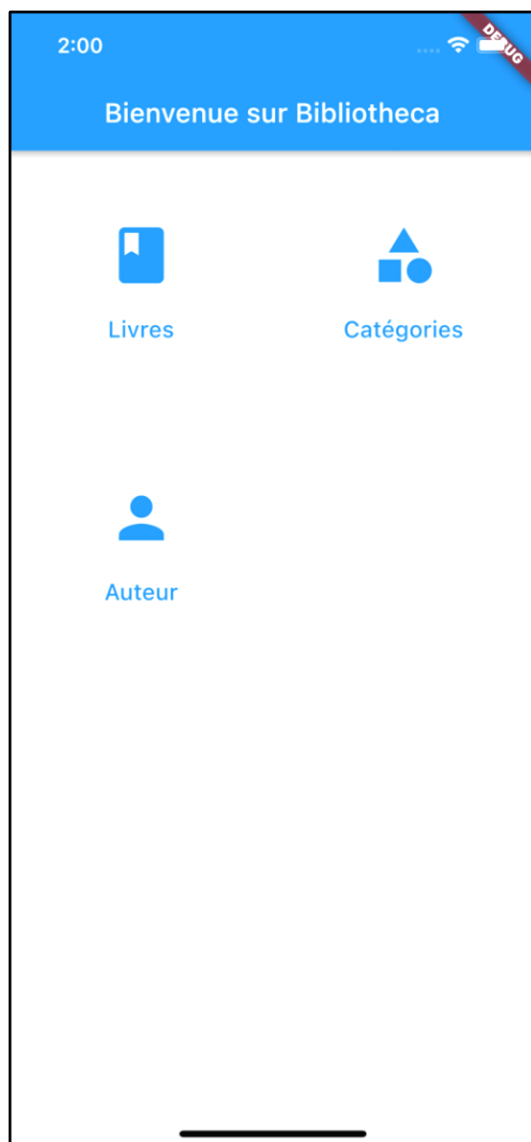 2:00
DEBUG
Bienvenue sur Bibliotheca
Livres
Catégories
Auteur